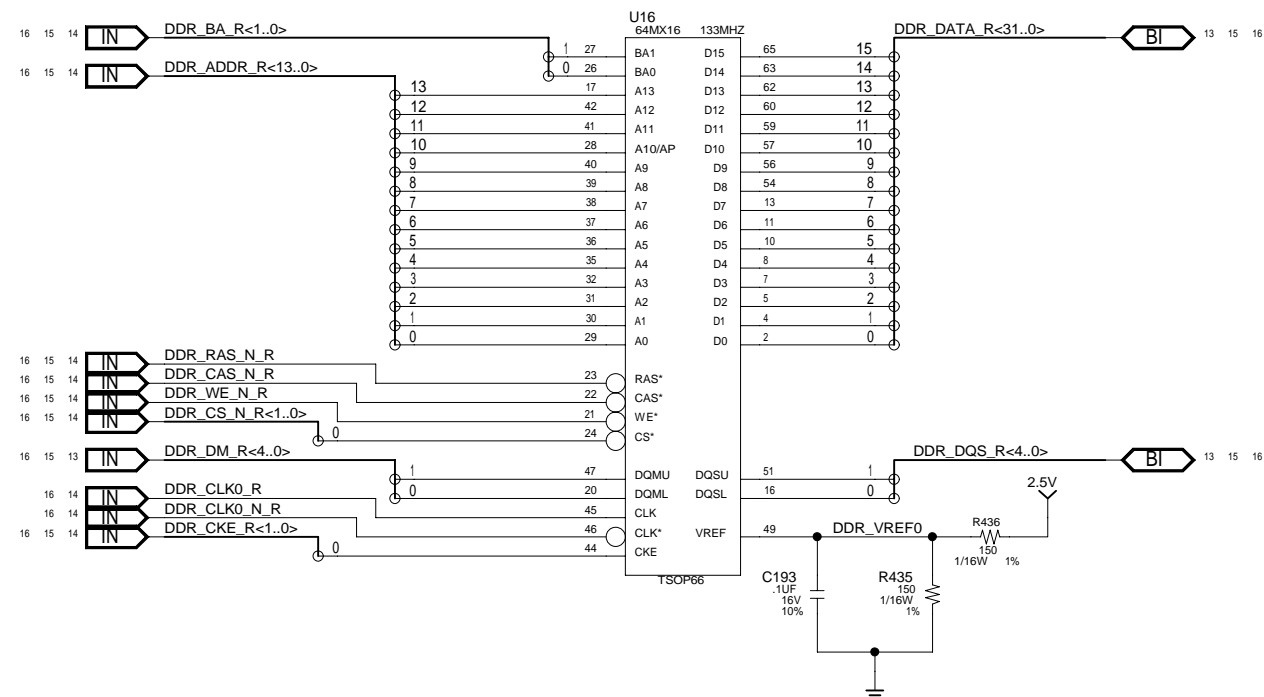 U16
64MX16 133MHZ
16 15 14 IN DDR_BA_R<1..0>
DDR_DATA_R<31..0> BI 13 15 16
1 27 BA1 D15 65 15
16 15 14 IN DDR_ADDR_R<13..0>
0 26 BA0 D14 63 14
13 17 A13 D13 62 13
12 42 A12 D12 60 12
11 41 A11 D11 59 11
10 28 A10/AP D10 57 10
9 40 A9 D9 56 9
8 39 A8 D8 54 8
7 38 A7 D7 13 7
6 37 A6 D6 11 6
5 36 A5 D5 10 5
4 35 A4 D4 8 4
3 32 A3 D3 7 3
2 31 A2 D2 5 2
1 30 A1 D1 4 1
0 29 A0 D0 2 0
16 15 14 IN DDR_RAS_N_R
23 RAS*
16 15 14 IN DDR_CAS_N_R
22 CAS*
16 15 14 IN DDR_WE_N_R
21 WE*
16 15 14 IN DDR_CS_N_R<1..0>
0 24 CS*
16 15 13 IN DDR_DM_R<4..0>
DDR_DQS_R<4..0> BI 13 15 16
1 47 DQMU DQSU 51 1
0 20 DQML DQSL 16 0
2.5V
16 14 IN DDR_CLK0_R
45 CLK
16 14 IN DDR_CLK0_N_R
46 CLK* VREF 49 DDR_VREF0
R436
150
1/16W 1%
16 15 14 IN DDR_CKE_R<1..0>
0 44 CKE
TSOP66
C193
.1UF
16V
10%
R435
150
1/16W
1%